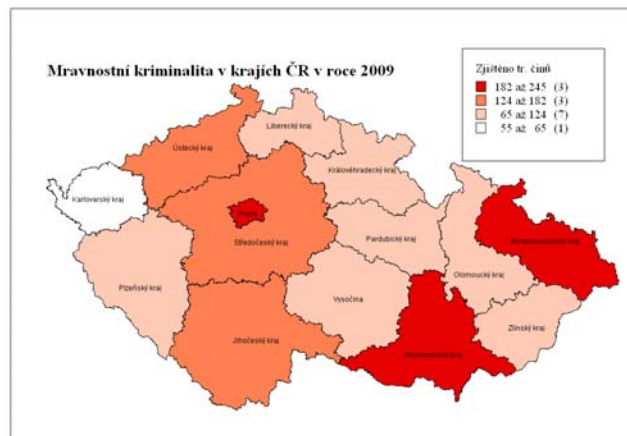 Mravnostní kriminalita v krajích ČR v roce 2009
Zjištěno tr. činů
182 až 245 (3)
124 až 182 (3)
65 až 124 (7)
55 až 65 (1)
Liberecký kraj
Ústecký kraj
Královéhradecký kraj
Karlovarský kraj
Praha
Středočeský kraj
Pardubický kraj
Moravskoslezský kraj
Olomoucký kraj
Plzeňský kraj
Vysočina
Zlínský kraj
Jihočeský kraj
Jihomoravský kraj